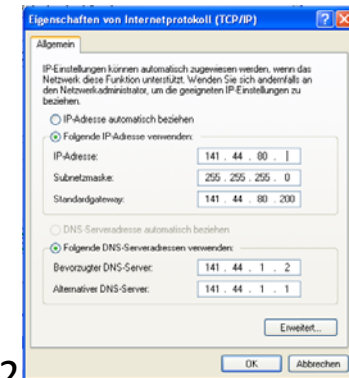 Eigenschaften von Internetprotokoll (TCP/IP)
Allgemein
IP-Einstellungen können automatisch zugewiesen werden, wenn das
Netzwerk diese Funktion unterstützt. Wenden Sie sich andernfalls an
den Netzwerkadministrator, um die geeigneten IP-Einstellungen zu
beziehen.
IP-Adresse automatisch beziehen
Folgende IP-Adresse verwenden:
IP-Adresse: 141 . 44 . 80 .
Subnetzmaske: 255 . 255 . 255 . 0
Standardgateway: 141 . 44 . 80 . 200
DNS-Serveradresse automatisch beziehen
Folgende DNS-Serveradressen verwenden:
Bevorzugter DNS-Server: 141 . 44 . 1 . 2
Alternativer DNS-Server: 141 . 44 . 1 . 1
Erweitert...
OK Abbrechen
2